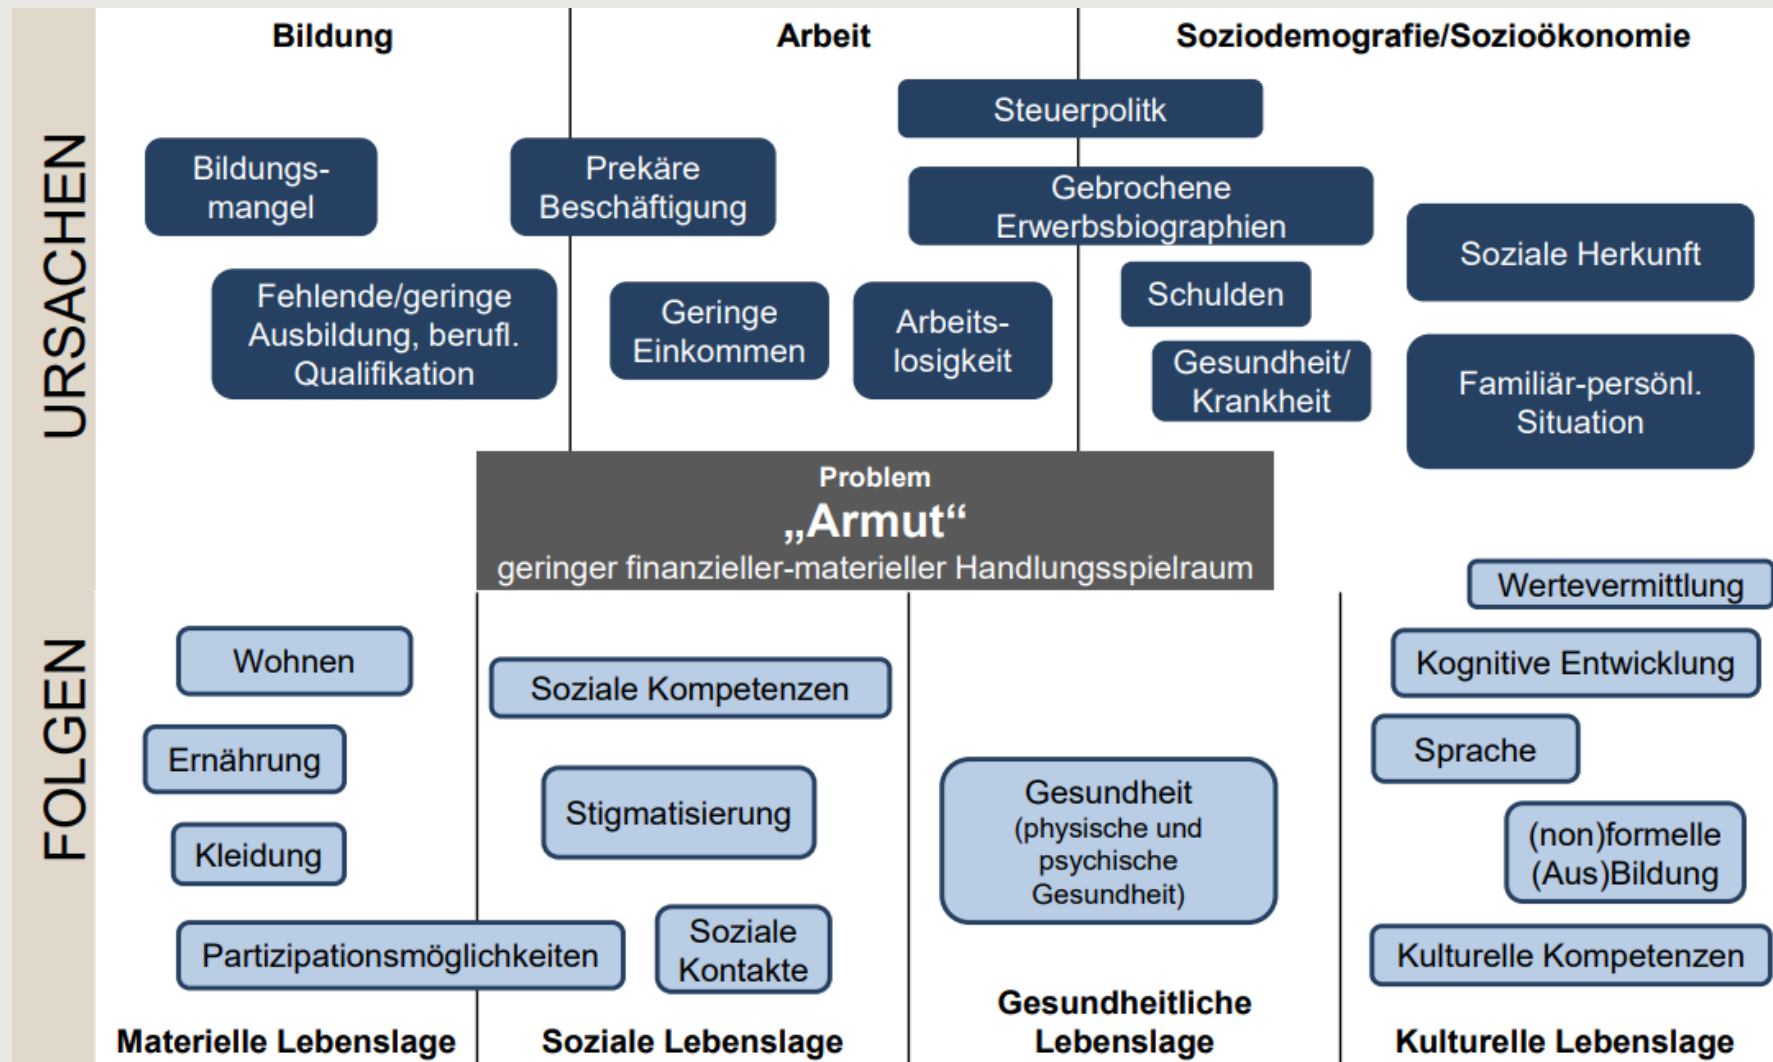 Bildung
Arbeit
Soziodemografie/Sozioökonomie
URSACHEN
Steuerpolitk
Bildungs-
mangel
Prekäre
Beschäftigung
Gebrochene
Erwerbsbiographien
Soziale Herkunft
Fehlende/geringe
Ausbildung, berufl.
Qualifikation
Geringe
Einkommen
Arbeits-
losigkeit
Schulden
Gesundheit/
Krankheit
Familiär-persönl.
Situation
Problem
„Armut“
geringer finanzieller-materieller Handlungsspielraum
FOLGEN
Wohnen
Ernährung
Kleidung
Partizipationsmöglichkeiten
Soziale Kompetenzen
Stigmatisierung
Soziale
Kontakte
Gesundheit
(physische und
psychische
Gesundheit)
Wertevermittlung
Kognitive Entwicklung
Sprache
(non)formelle
(Aus)Bildung
Kulturelle Kompetenzen
Materielle Lebenslage
Soziale Lebenslage
Gesundheitliche
Lebenslage
Kulturelle Lebenslage